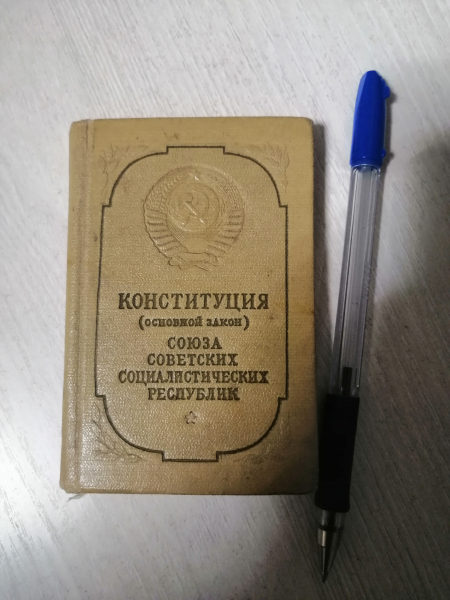 КОНСТИТУЦИЯ
(ОСНОВНОЙ ЗАКОН)
СОЮЗА
СОВЕТСКИХ
СОЦИАЛИСТИЧЕСКИХ
РЕСПУБЛИК